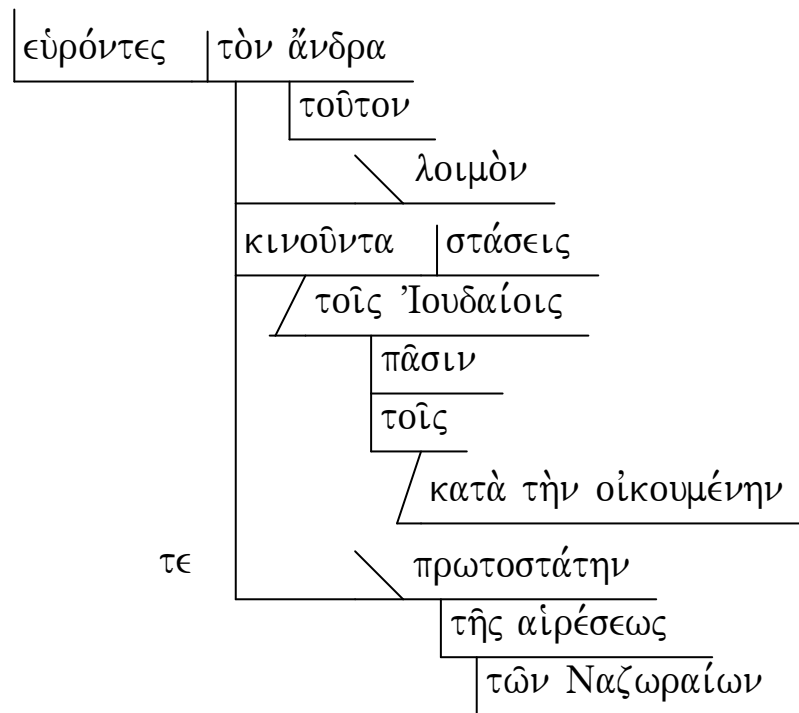 εὑρόντες τὸν ἄνδρα
τοῦτον
λοιμὸν
κινοῦντα στάσεις
τοῖς Ἰουδαίοις
πᾶσιν
τοῖς
κατὰ τὴν οἰκουμένην
τε πρωτοστάτην
τῆς αἱρέσεως
τῶν Ναζωραίων